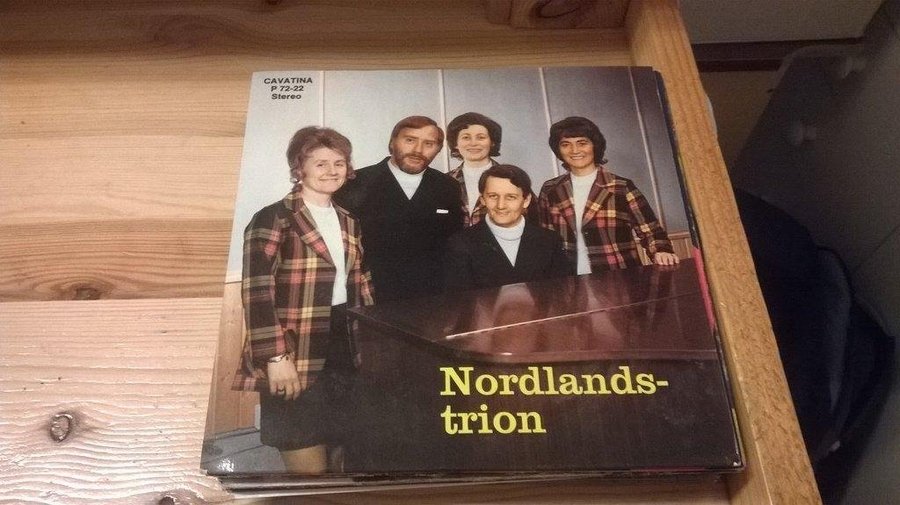 CAVATINA
P 72-22
Stereo
Nordlands-
trion